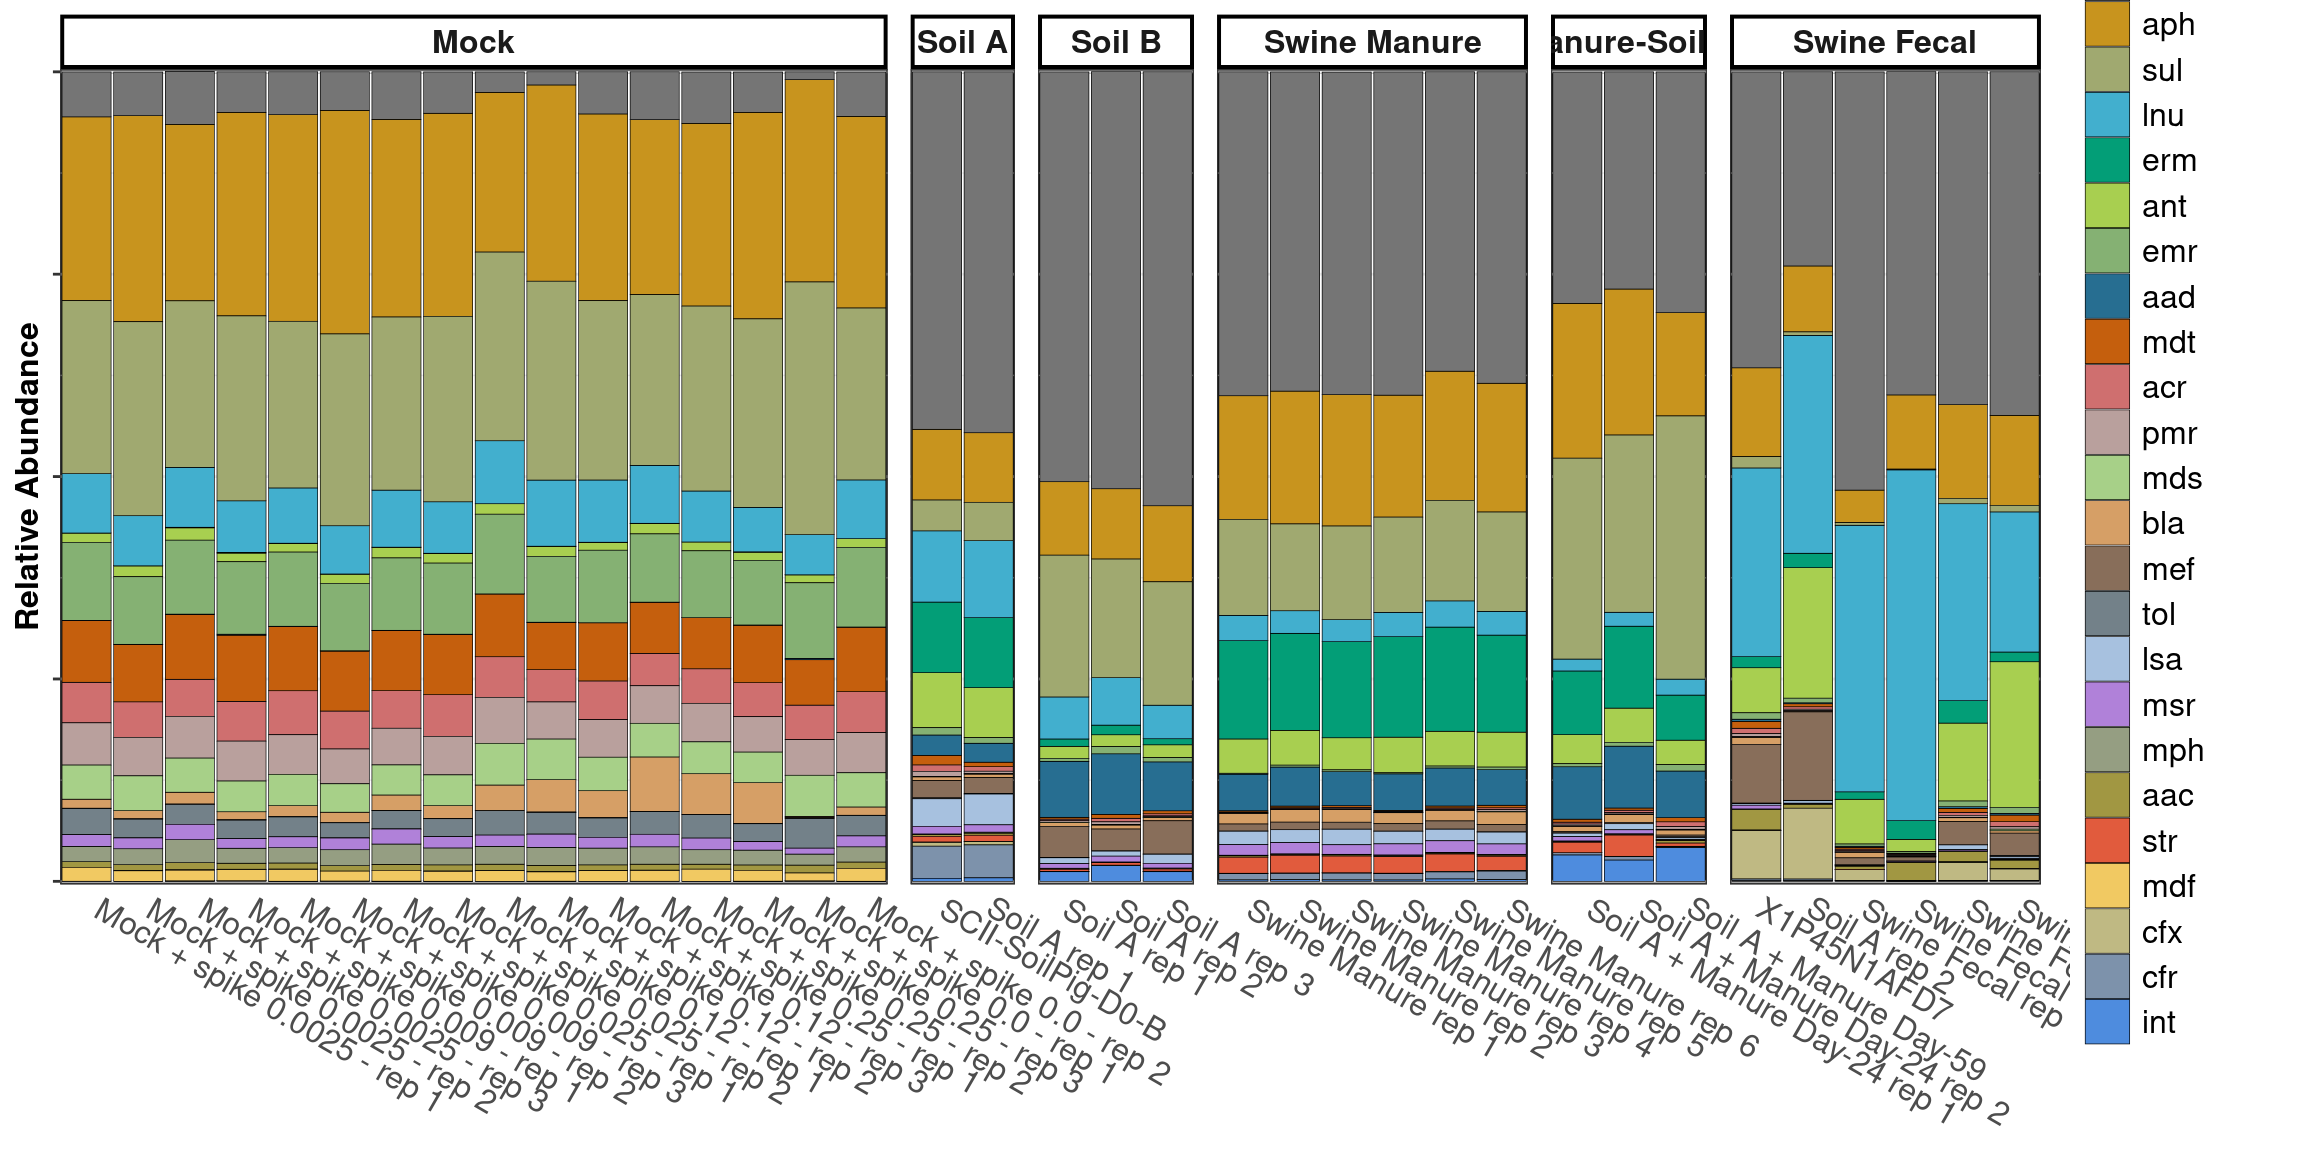 Mock
Soil A
Soil B
Swine Manure
anure-Soil
Swine Fecal
Relative Abundance
Mock + spike 0.0025 - rep 1
Mock + spike 0.0025 - rep 2
Mock + spike 0.0025 - rep 3
Mock + spike 0.009 - rep 1
Mock + spike 0.009 - rep 2
Mock + spike 0.009 - rep 3
Mock + spike 0.025 - rep 1
Mock + spike 0.025 - rep 2
Mock + spike 0.12 - rep 1
Mock + spike 0.12 - rep 2
Mock + spike 0.12 - rep 3
Mock + spike 0.25 - rep 1
Mock + spike 0.25 - rep 2
Mock + spike 0.25 - rep 3
Mock + spike 0.0 - rep 1
Mock + spike 0.0 - rep 2
SCII-SoilPig-D0-B
Soil A rep 1
Soil A rep 1
Soil A rep 2
Soil A rep 3
Swine Manure rep 1
Swine Manure rep 2
Swine Manure rep 3
Swine Manure rep 4
Swine Manure rep 5
Swine Manure rep 6
Soil A + Manure Day-24 rep 1
Soil A + Manure Day-24 rep 2
Soil A + Manure Day-59
X1P45N1AFD7
Soil A rep 2
Swine Fecal rep
Swine Fecal
Swine
aph
sul
lnu
erm
ant
emr
aad
mdt
acr
pmr
mds
bla
mef
tol
lsa
msr
mph
aac
str
mdf
cfx
cfr
int